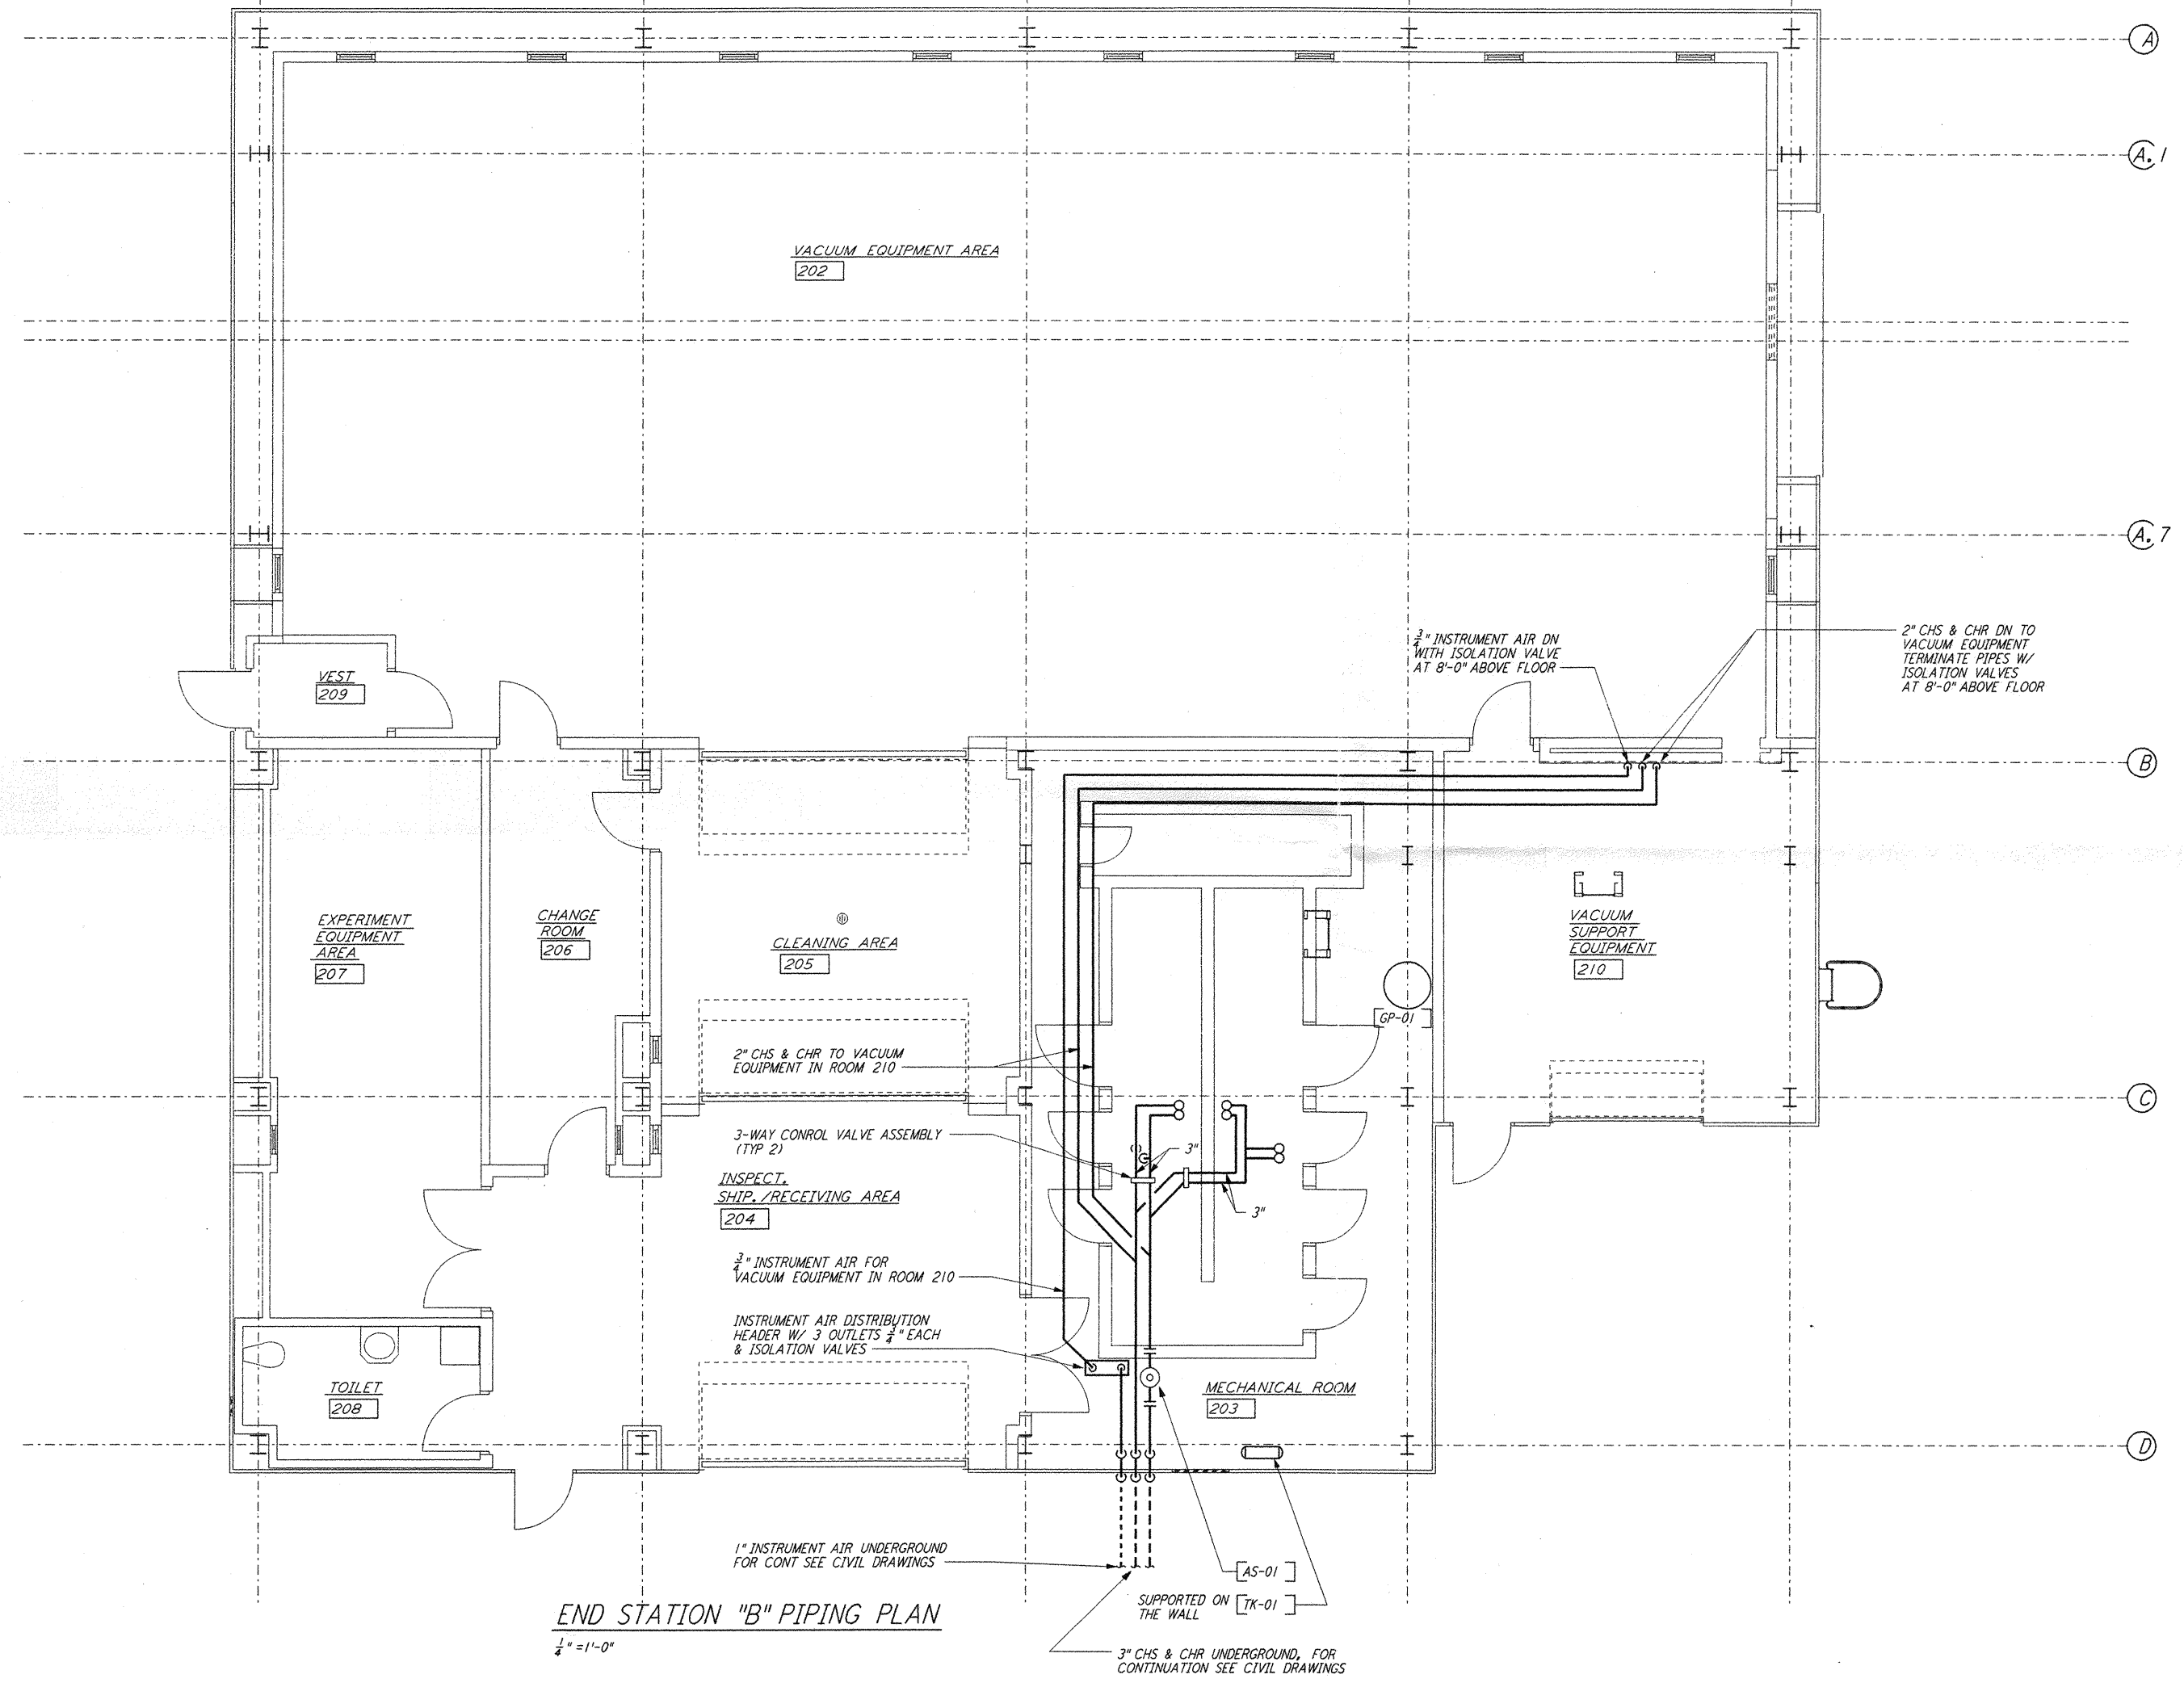 A
A.1
VACUUM EQUIPMENT AREA
202
A.7
3/4" INSTRUMENT AIR DN
WITH ISOLATION VALVE
AT 8'-0" ABOVE FLOOR
2" CHS & CHR DN TO
VACUUM EQUIPMENT
TERMINATE PIPES W/
ISOLATION VALVES
AT 8'-0" ABOVE FLOOR
VEST
209
B
EXPERIMENT
EQUIPMENT
AREA
207
CHANGE
ROOM
206
CLEANING AREA
205
VACUUM
SUPPORT
EQUIPMENT
210
GP-01
2" CHS & CHR TO VACUUM
EQUIPMENT IN ROOM 210
C
3-WAY CONROL VALVE ASSEMBLY
(TYP 2)
3"
3"
INSPECT.
SHIP./RECEIVING AREA
204
3/4" INSTRUMENT AIR FOR
VACUUM EQUIPMENT IN ROOM 210
INSTRUMENT AIR DISTRIBUTION
HEADER W/ 3 OUTLETS 3/4" EACH
& ISOLATION VALVES
TOILET
208
MECHANICAL ROOM
203
D
1" INSTRUMENT AIR UNDERGROUND
FOR CONT SEE CIVIL DRAWINGS
AS-01
SUPPORTED ON
THE WALL
TK-01
END STATION "B" PIPING PLAN
1/4"=1'-0"
3" CHS & CHR UNDERGROUND, FOR
CONTINUATION SEE CIVIL DRAWINGS